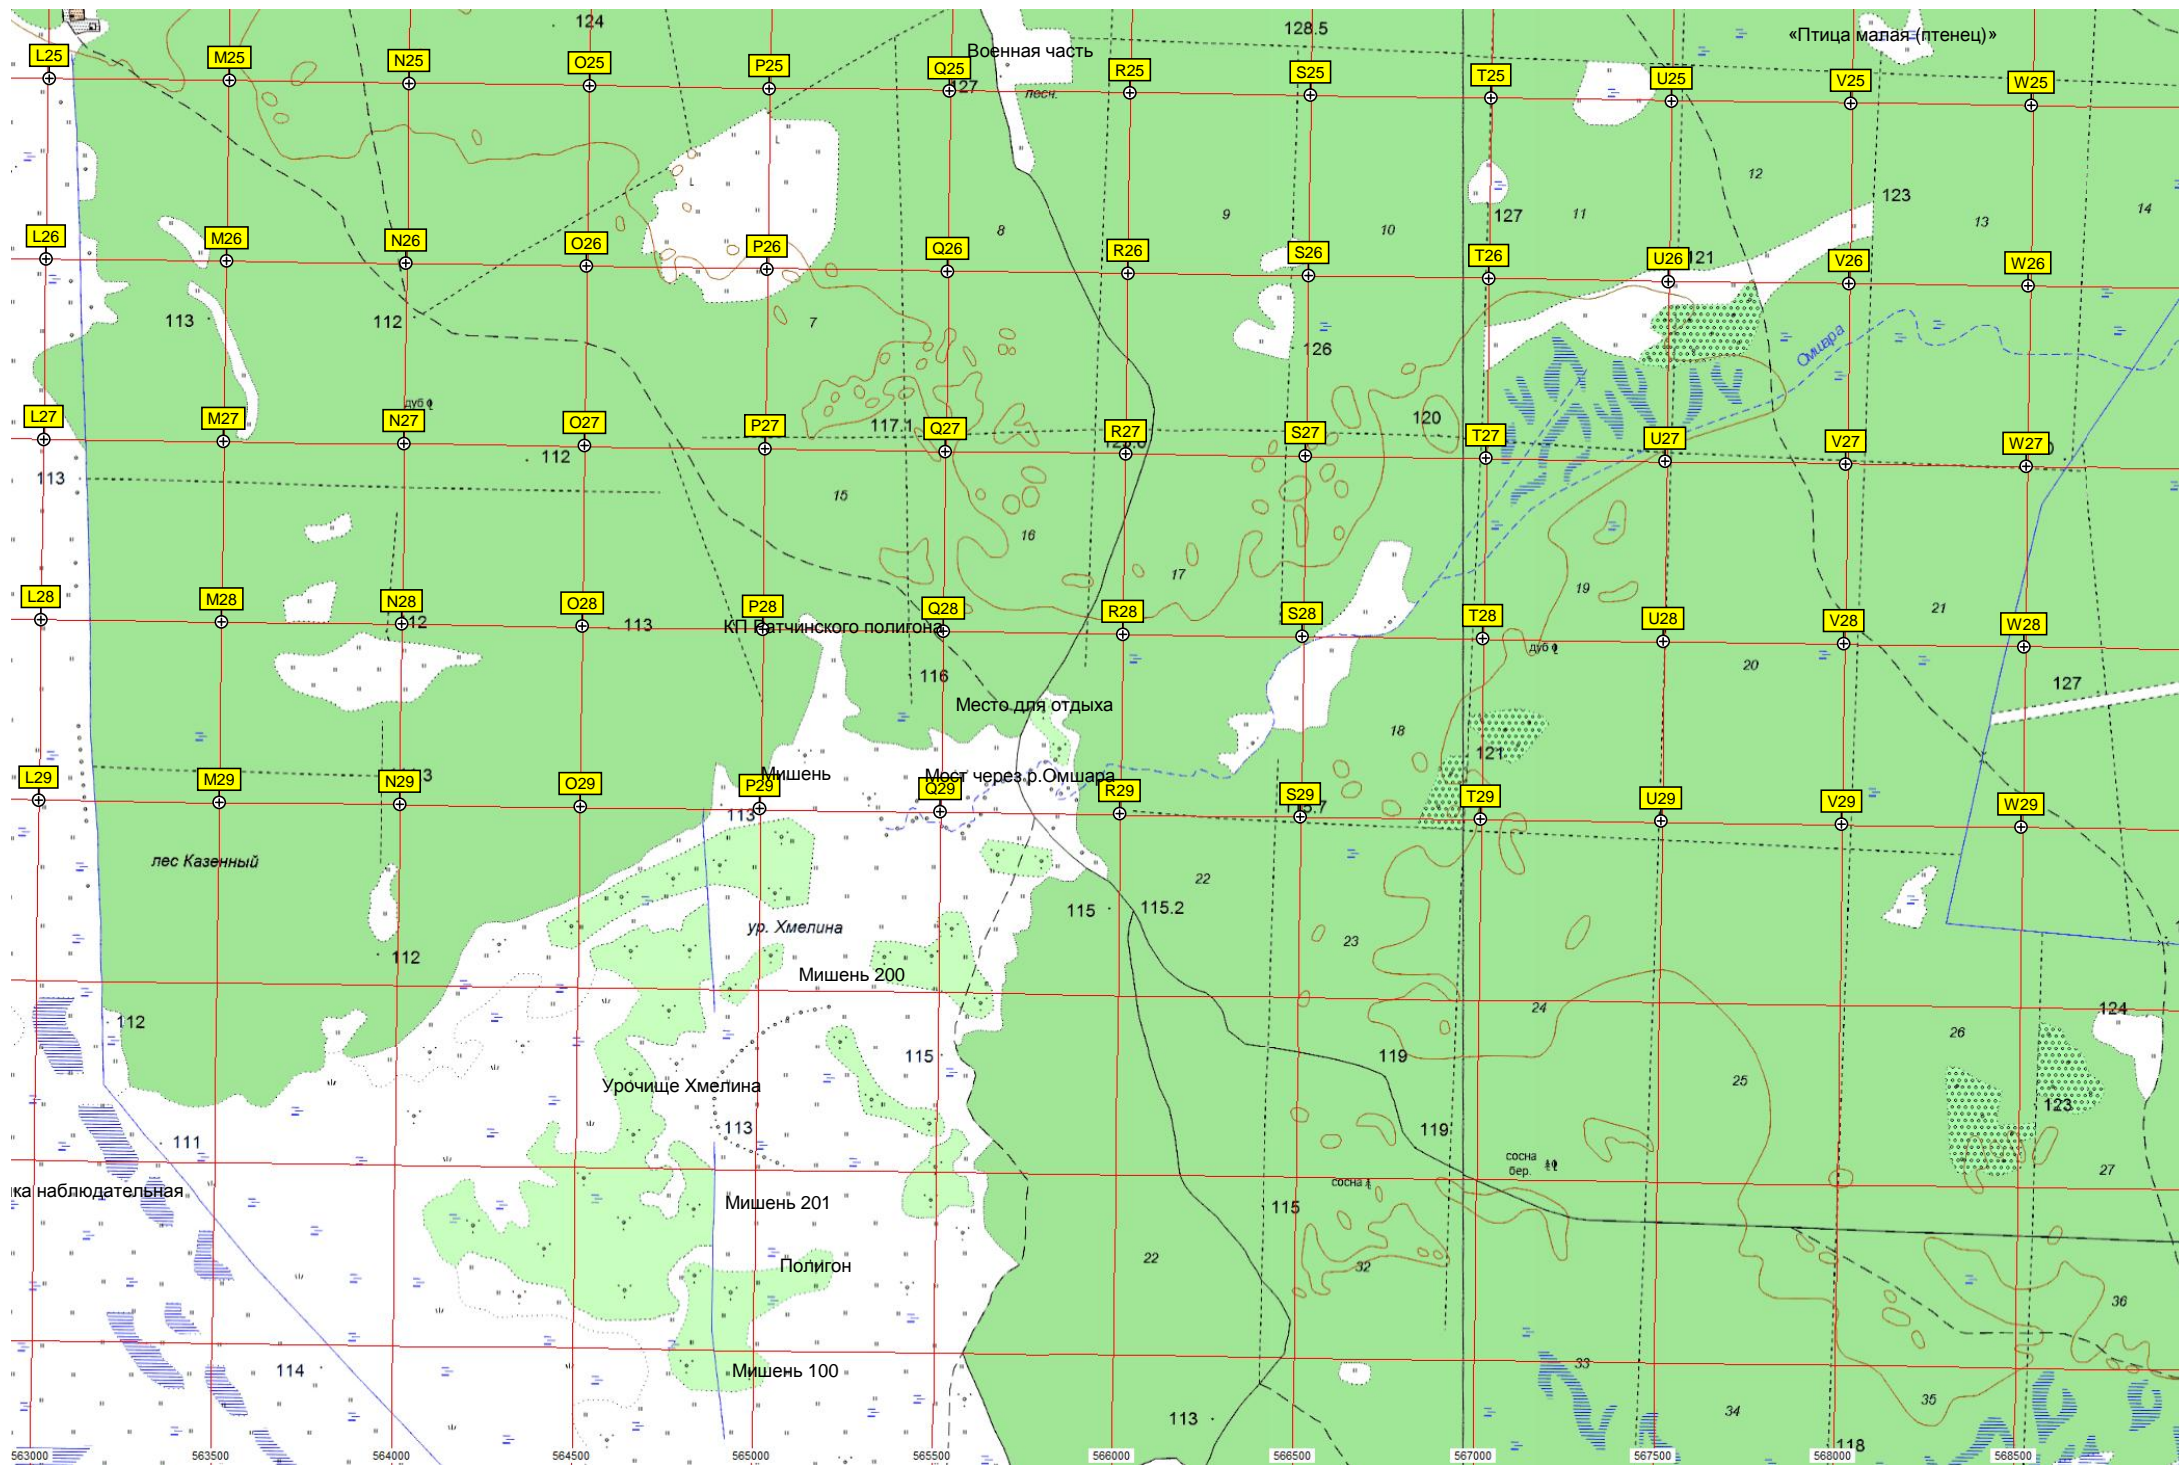 124
128.5
«Птица малая (птенец)»
Военная часть
L25
M25
N25
O25
P25
Q25
R25
S25
T25
U25
V25
W25
127
песч.
L
L
12
123
13
14
8
9
10
127
11
L26
M26
N26
O26
P26
Q26
R26
S26
T26
U26
121
V26
W26
113
112
7
126
Омшара
120
дуб
117.1
L27
M27
N27
O27
P27
Q27
R27
S27
T27
U27
V27
W27
112
113
15
16
17
19
21
L28
M28
N28
O28
P28
Q28
R28
S28
T28
U28
V28
W28
12
113
КП Гатчинского полигона
дуб
20
116
127
Место для отдыха
18
121
Мишень
Мост через р.Омшара
L29
M29
N29
O29
P29
Q29
R29
S29
T29
U29
V29
W29
113
лес Казенный
22
115
115.2
ур. Хмелина
23
112
Мишень 200
24
124
112
26
115
119
Урочище Хмелина
25
123
113
111
119
сосна
бер.
27
ка наблюдательная
сосна
Мишень 201
115
22
Полигон
32
36
33
114
Мишень 100
35
34
113
118
563000
563500
564000
564500
565000
565500
566000
566500
567000
567500
568000
568500